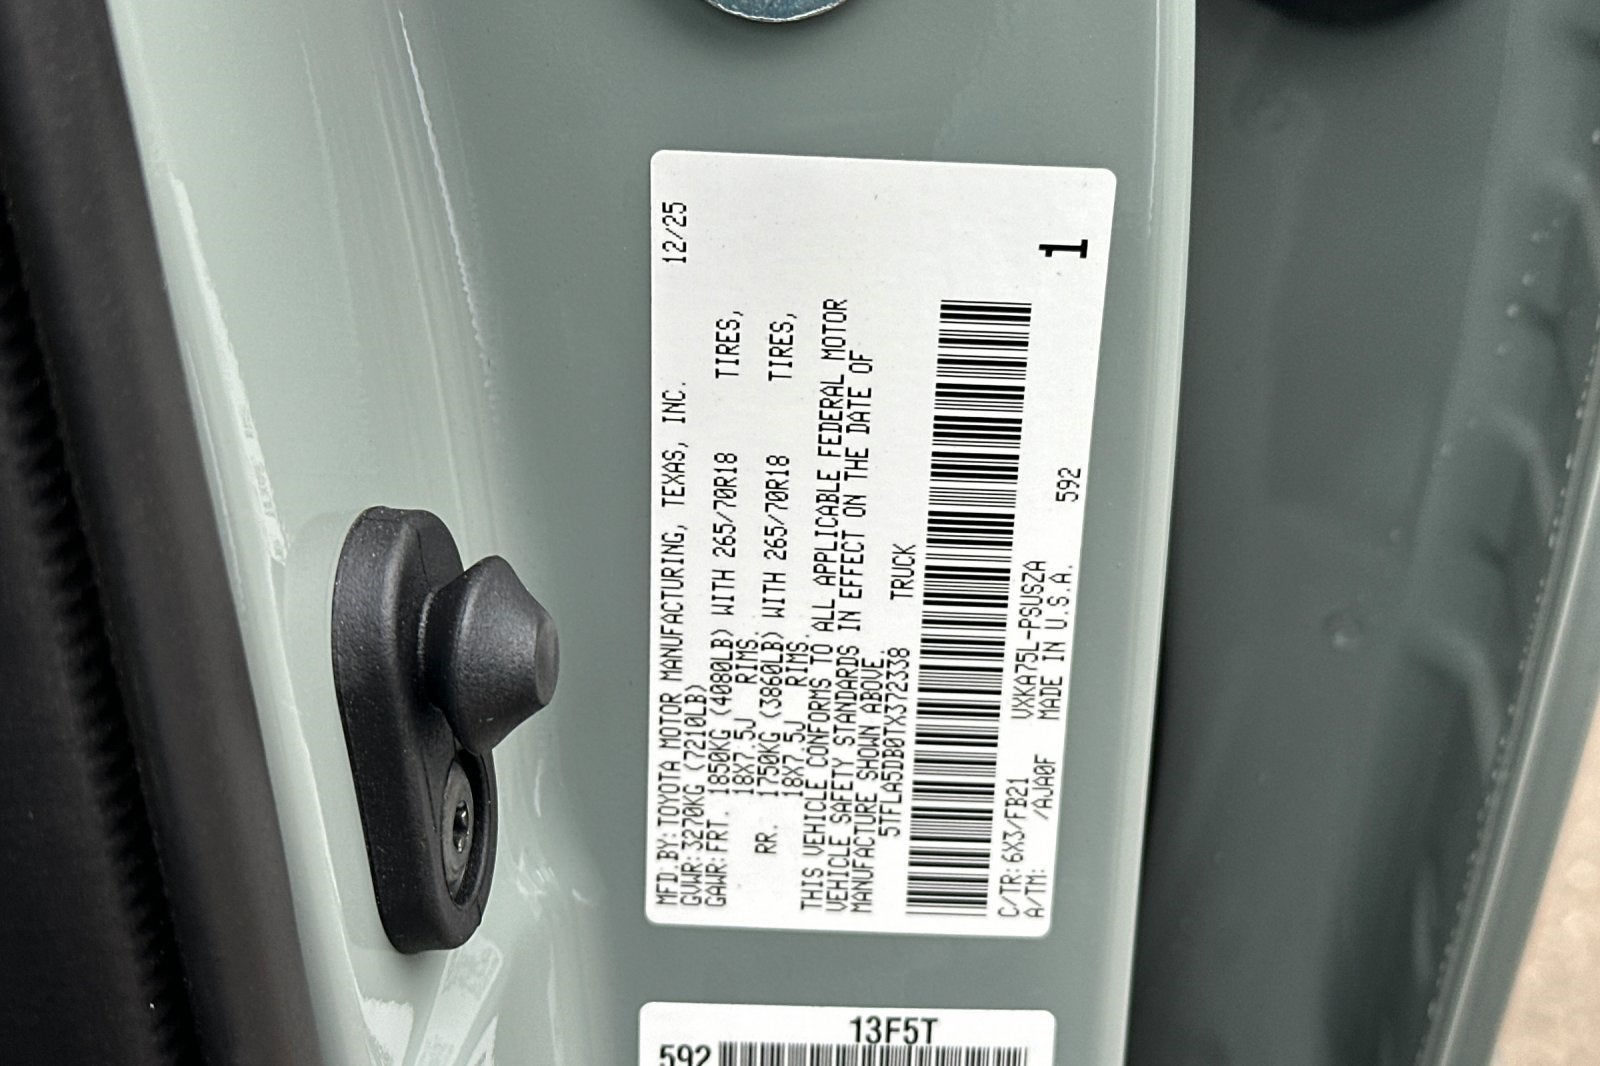 MFD.BY:TOYOTA MOTOR MANUFACTURING, TEXAS, INC. 12/25
GVWR:3270KG (7210LB)
GAWR:FRT. 1850KG (4080LB) WITH 265/70R18 TIRES,
18X7.5J RIMS.
RR. 1750KG (3860LB) WITH 265/70R18 TIRES,
18X7.5J RIMS.
THIS VEHICLE CONFORMS TO ALL APPLICABLE FEDERAL MOTOR
VEHICLE SAFETY STANDARDS IN EFFECT ON THE DATE OF
MANUFACTURE SHOWN ABOVE.
5TFLA5DB0TX372338 TRUCK
C/TR:6X3/FB21 VXKA75L-PSUSZA 592 1
A/TM: /AJA0F MADE IN U.S.A.
13F5T
592